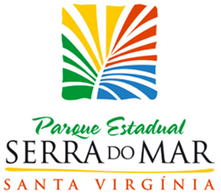 Parque Estadual
SERRA DO MAR
SANTA VIRGÍNIA